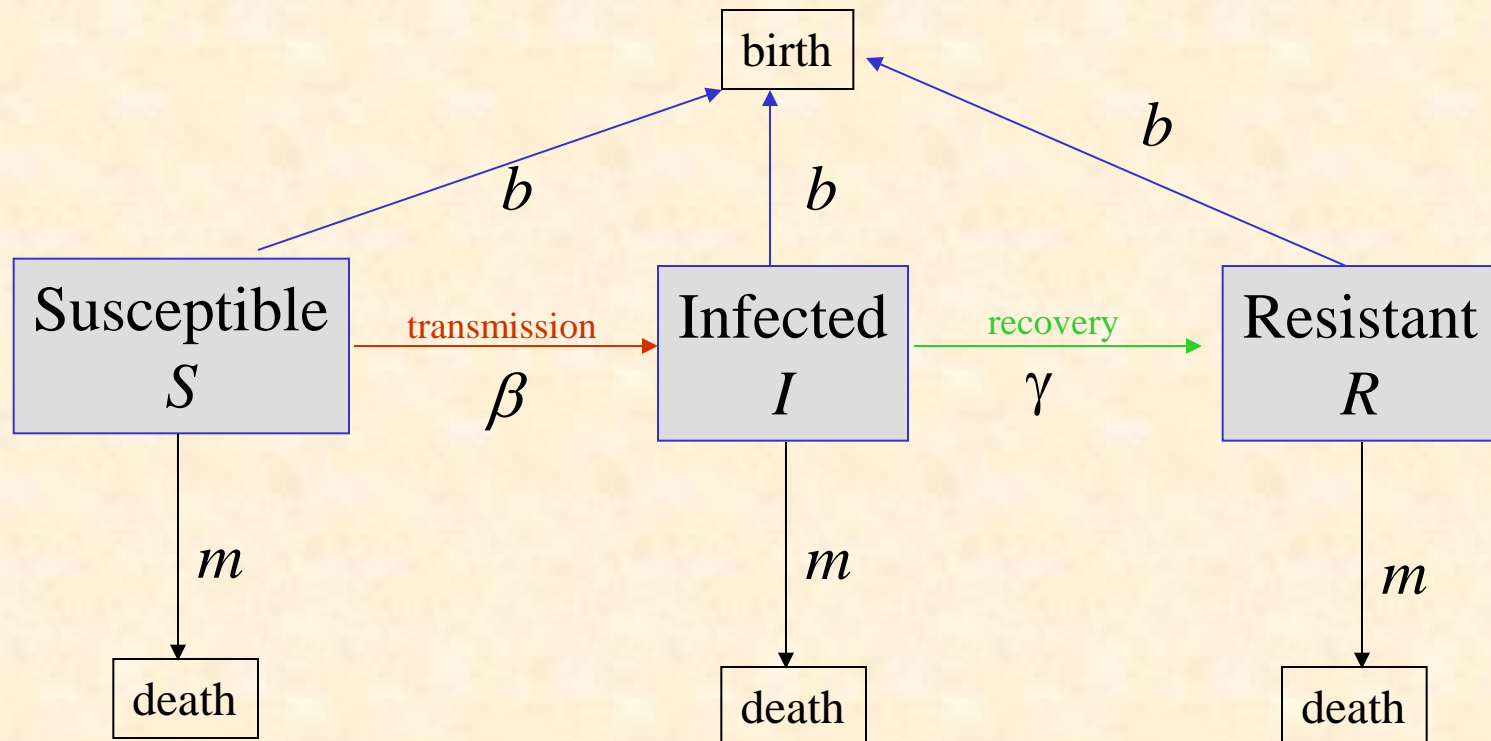 birth
b
b
b
Susceptible
S
transmission
β
Infected
I
recovery
γ
Resistant
R
m
m
m
death
death
death